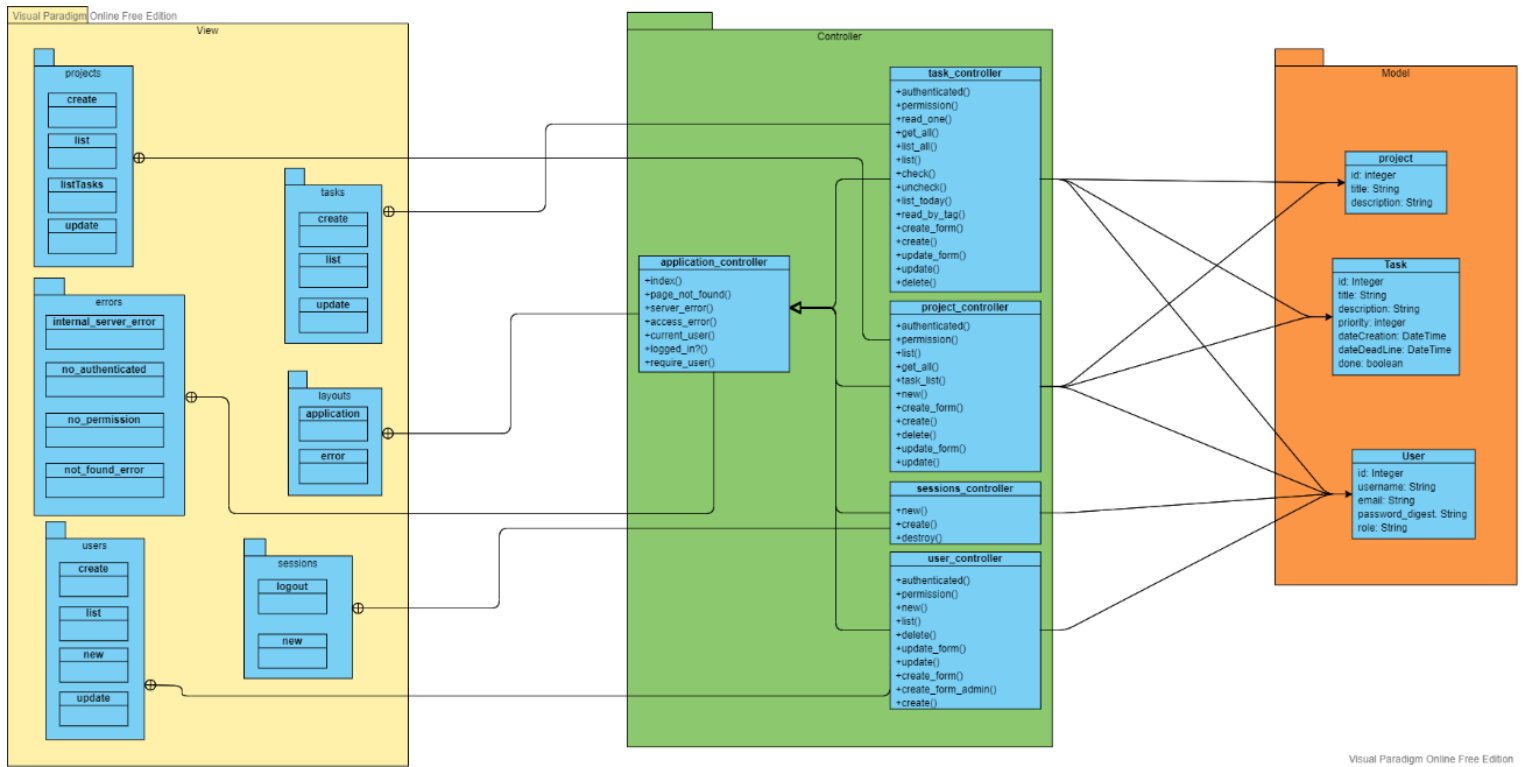 Visual Paradigm Online Free Edition
View
projects
create
list
listTasks
update
tasks
create
list
update
errors
internal_server_error
no_authenticated
no_permission
not_found_error
layouts
application
error
users
create
list
new
update
sessions
logout
new
Controller
application_controller
+index()
+page_not_found()
+server_error()
+access_error()
+current_user()
+logged_in?()
+require_user()
task_controller
+authenticated()
+permission()
+read_one()
+get_all()
+list_all()
+list()
+check()
+uncheck()
+list_today()
+read_by_tag()
+create_form()
+create()
+update_form()
+update()
+delete()
project_controller
+authenticated()
+permission()
+list()
+get_all()
+task_list()
+new()
+create_form()
+create()
+delete()
+update_form()
+update()
sessions_controller
+new()
+create()
+destroy()
user_controller
+authenticated()
+permission()
+new()
+list()
+delete()
+update_form()
+update()
+create_form()
+create_form_admin()
+create()
Model
project
id: integer
title: String
description: String
Task
id: Integer
title: String
description: String
priority: integer
dateCreation: DateTime
dateDeadLine: DateTime
done: boolean
User
id: Integer
username: String
email: String
password_digest. String
role: String
Visual Paradigm Online Free Edition